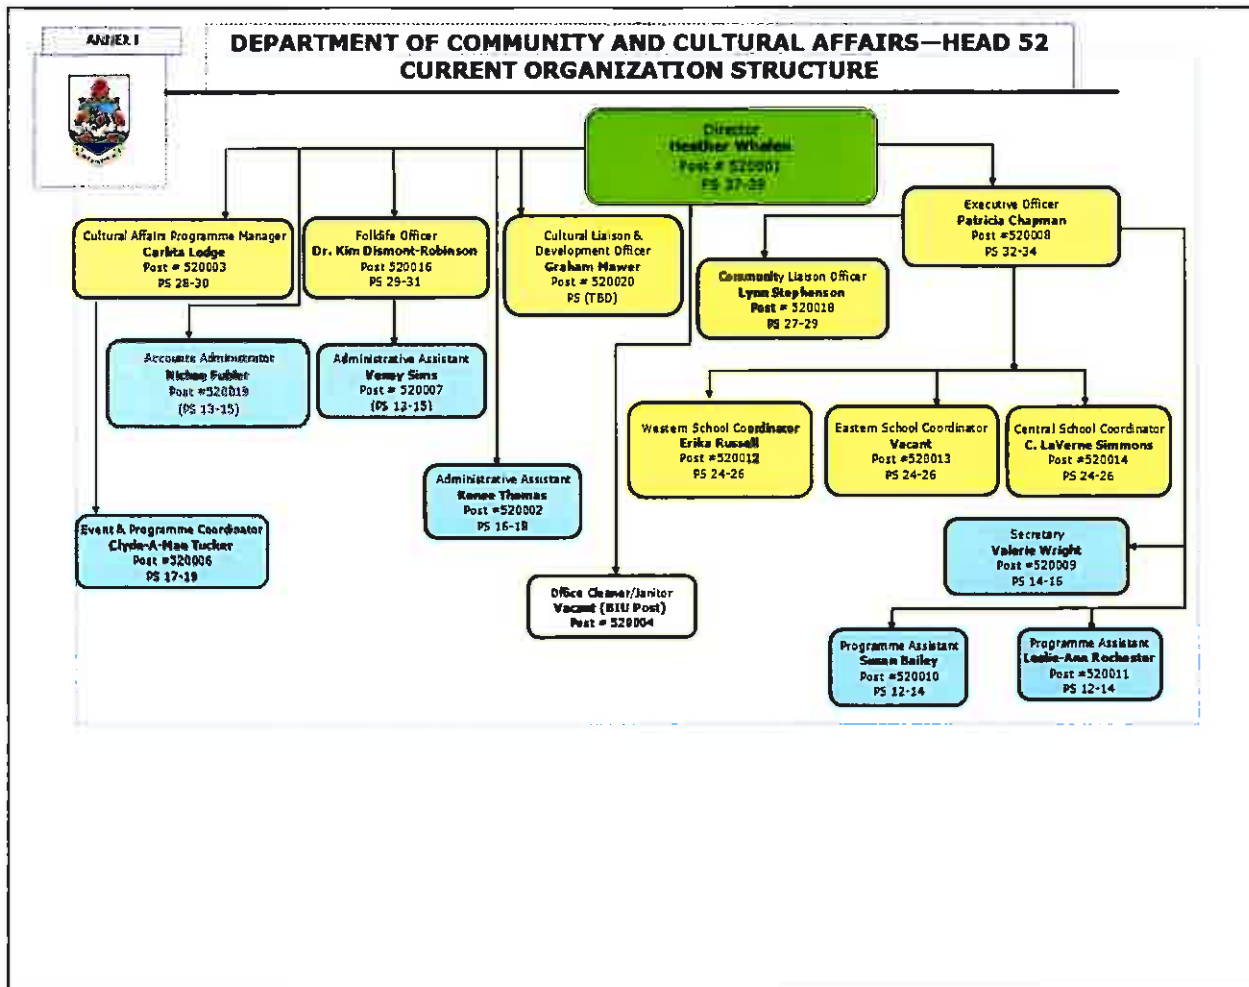 ANNEX I
DEPARTMENT OF COMMUNITY AND CULTURAL AFFAIRS—HEAD 52
CURRENT ORGANIZATION STRUCTURE
Director
Heather Whalen
Post # 520001
PS 37-39
Executive Officer
Patricia Chapman
Post #520008
PS 32-34
Cultural Affairs Programme Manager
Carlita Lodge
Post # 520003
PS 28-30
Folklife Officer
Dr. Kim Dismont-Robinson
Post 520016
PS 29-31
Cultural Liaison &
Development Officer
Graham Mawer
Post # 520020
PS (TBD)
Community Liaison Officer
Lynn Stephenson
Post # 520018
PS 27-29
Accounts Administrator
Fubler
Post #520019
(PS 13-15)
Administrative Assistant
Veney Sims
Post # 520007
(PS 13-15)
Western School Coordinator
Erika Russell
Post #520012
PS 24-26
Eastern School Coordinator
Vacant
Post #520013
PS 24-26
Central School Coordinator
C. LaVerne Simmons
Post #520014
PS 24-26
Administrative Assistant
Renee Thomas
Post #520002
PS 16-18
Event & Programme Coordinator
Clyde-A-Mae Tucker
Post #520006
PS 17-19
Secretary
Valerie Wright
Post #520009
PS 14-16
Office Cleaner/Janitor
Vacant (BIU Post)
Post # 520004
Programme Assistant
Susan Bailey
Post #520010
PS 12-14
Programme Assistant
Leslie-Ann Rochester
Post #520011
PS 12-14